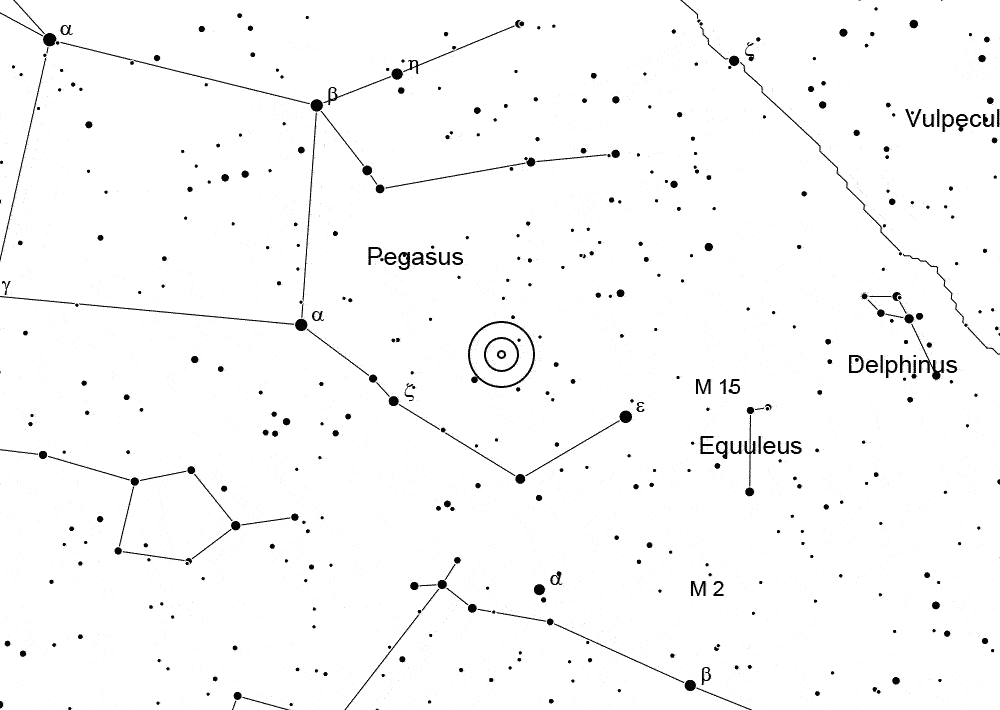 α
β
η
ζ
Vulpecul
Pegasus
γ
α
Delphinus
ζ
M 15
ε
Equuleus
α
M 2
β